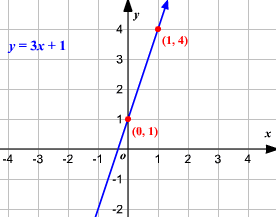 y
4
y = 3x + 1
(1, 4)
3
2
1
(0, 1)
x
-4 -3 -2 -1 o 1 2 3 4
-1
-2